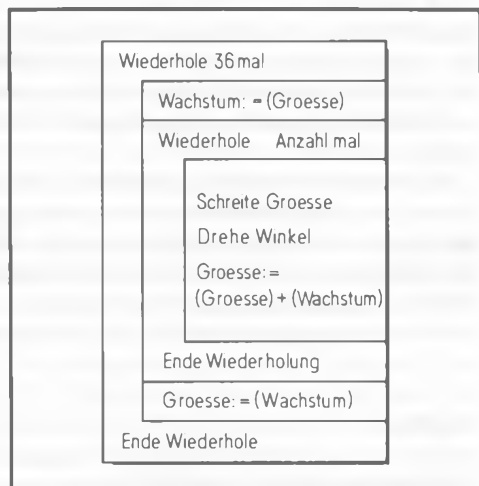 Wiederhole 36 mal
Wachstum: = (Groesse)
Wiederhole Anzahl mal
Schreite Groesse
Drehe Winkel
Groesse: =
(Groesse) + (Wachstum)
Ende Wiederholung
Groesse: = (Wachstum)
Ende Wiederhole